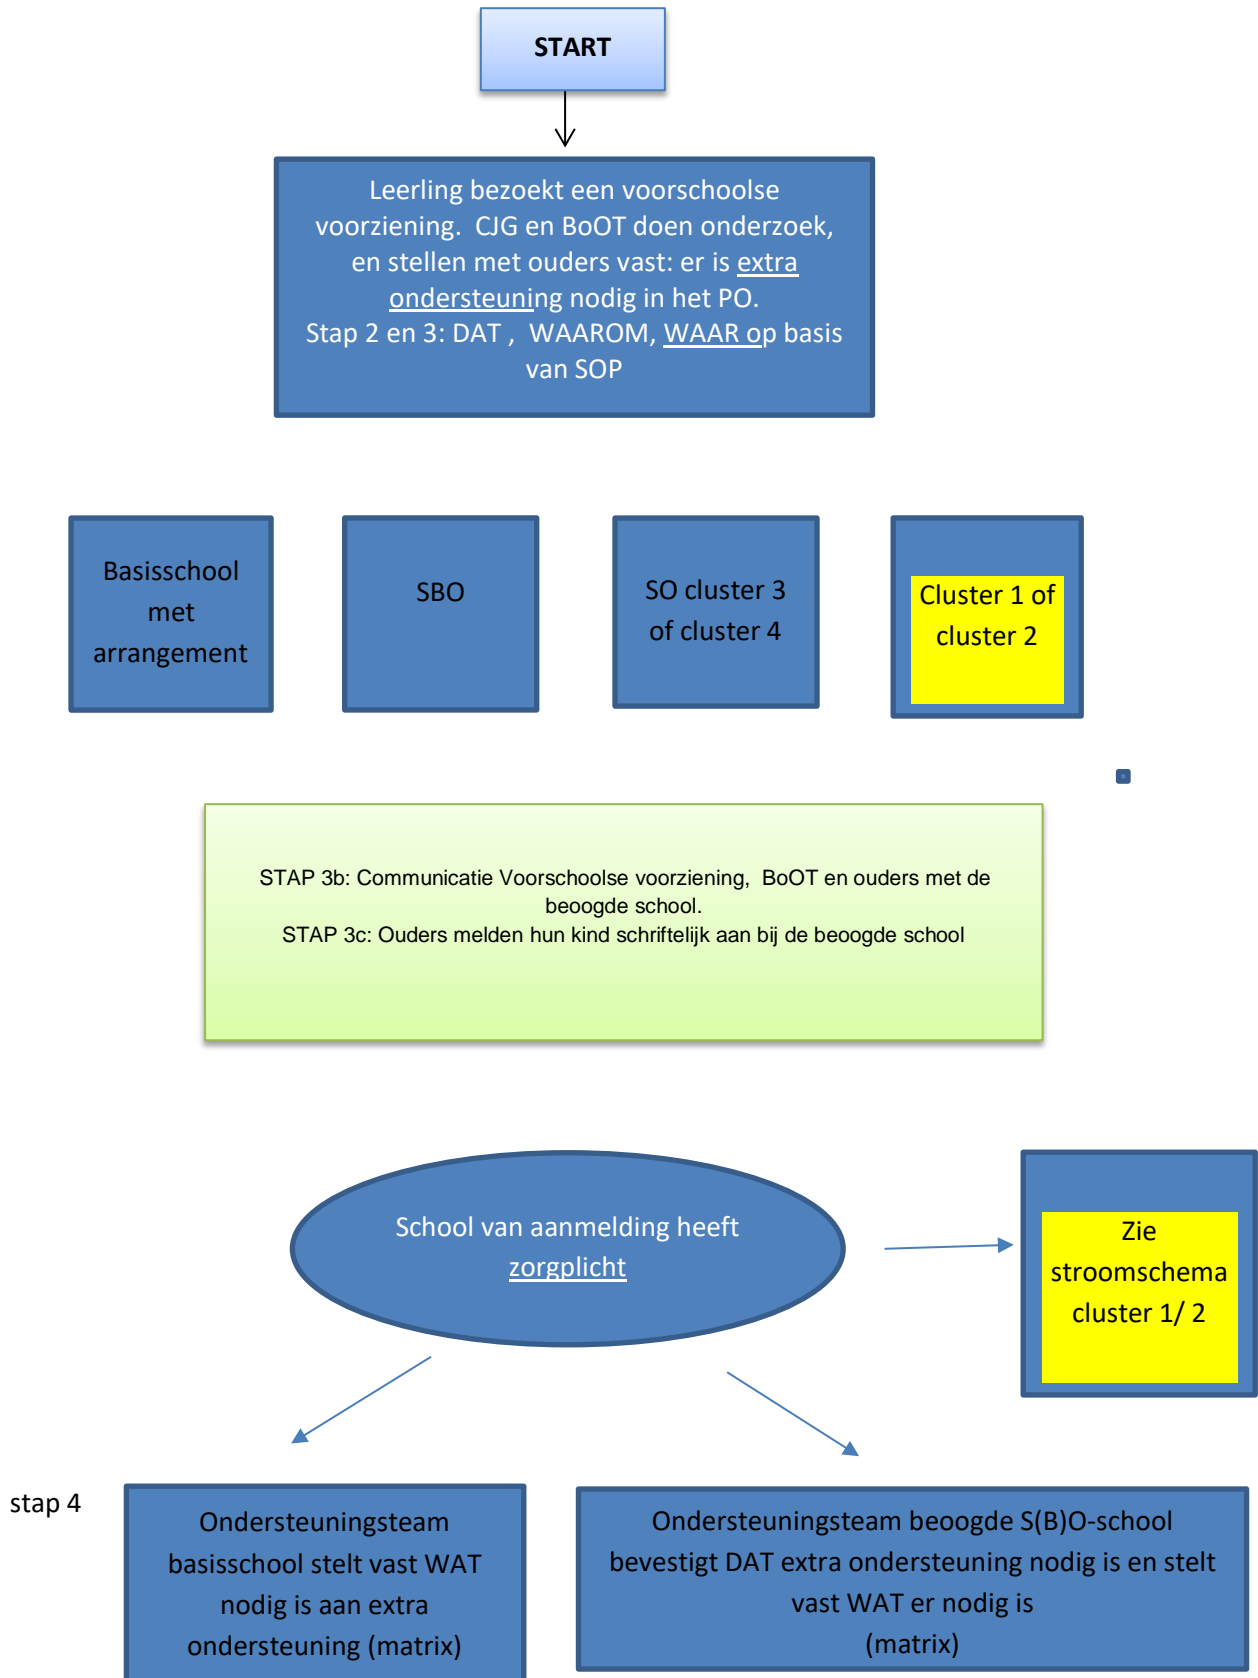 START
Leerling bezoekt een voorschoolse
voorziening. CJG en BoOT doen onderzoek,
en stellen met ouders vast: er is extra
ondersteuning nodig in het PO.
Stap 2 en 3: DAT , WAAROM, WAAR op basis
van SOP
Basisschool
met
arrangement
SBO
SO cluster 3
of cluster 4
Cluster 1 of
cluster 2
STAP 3b: Communicatie Voorschoolse voorziening, BoOT en ouders met de
beoogde school.
STAP 3c: Ouders melden hun kind schriftelijk aan bij de beoogde school
School van aanmelding heeft
zorgplicht
Zie
stroomschema
cluster 1/ 2
stap 4
Ondersteuningsteam
basisschool stelt vast WAT
nodig is aan extra
ondersteuning (matrix)
Ondersteuningsteam beoogde S(B)O-school
bevestigt DAT extra ondersteuning nodig is en stelt
vast WAT er nodig is
(matrix)